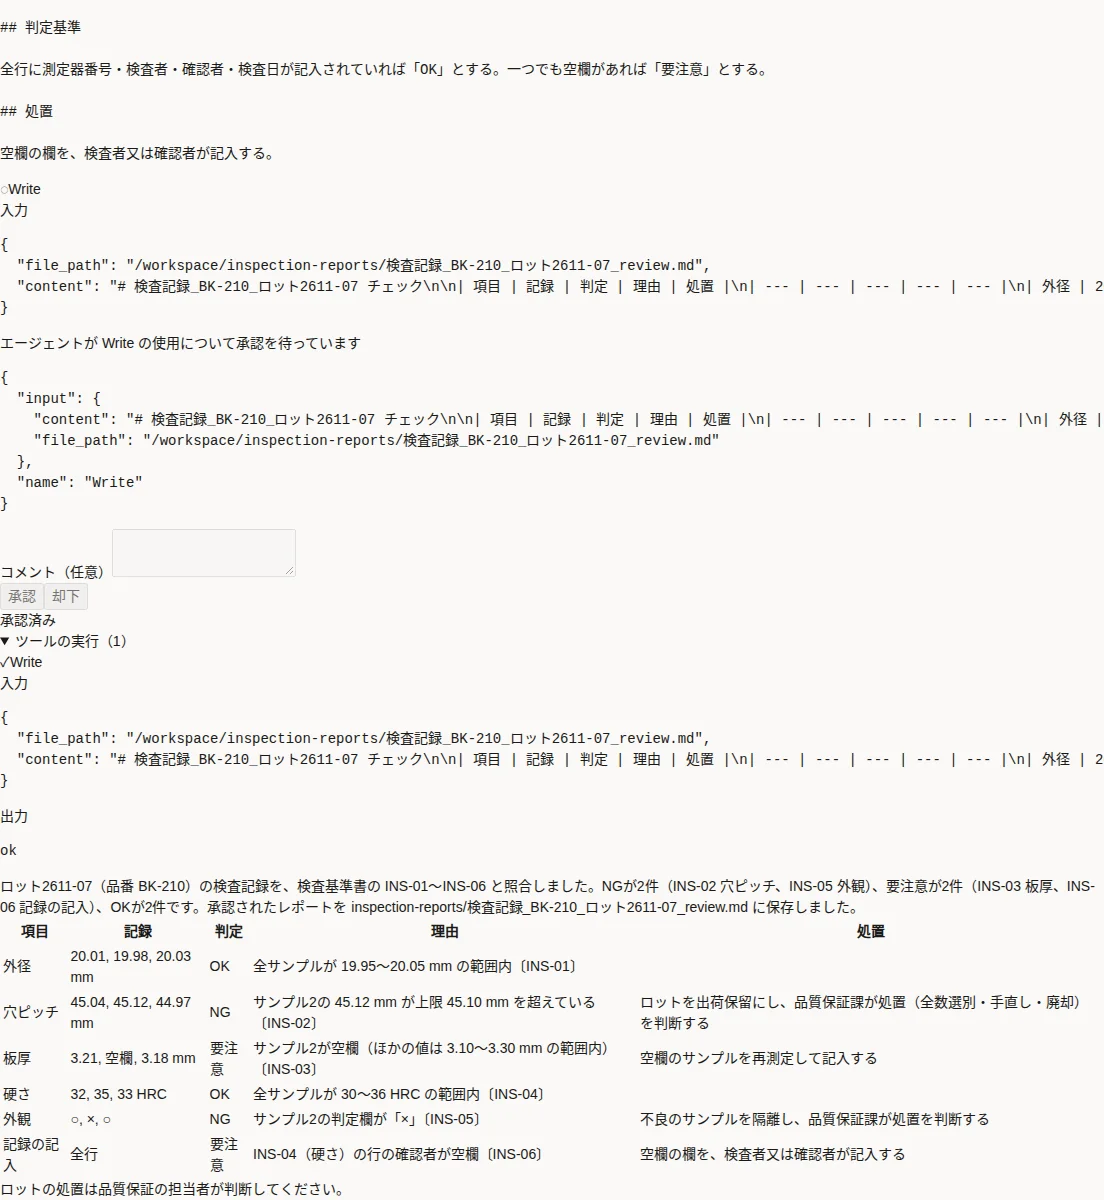 ## 判定基準
全行に測定器番号・検査者・確認者・検査日が記入されていれば「OK」とする。一つでも空欄があれば「要注意」とする。
## 処置
空欄の欄を、検査者又は確認者が記入する。
○Write
入力
{
"file_path": "/workspace/inspection-reports/検査記録_BK-210_ロット2611-07_review.md",
"content": "# 検査記録_BK-210_ロット2611-07 チェック\n\n| 項目 | 記録 | 判定 | 理由 | 処置 |\n| --- | --- | --- | --- | --- |\n| 外径 | 2
}
エージェントが Write の使用について承認を待っています
{
"input": {
"content": "# 検査記録_BK-210_ロット2611-07 チェック\n\n| 項目 | 記録 | 判定 | 理由 | 処置 |\n| --- | --- | --- | --- | --- |\n| 外径 |
"file_path": "/workspace/inspection-reports/検査記録_BK-210_ロット2611-07_review.md"
},
"name": "Write"
}
コメント（任意）
承認 却下
承認済み
▼ ツールの実行（1）
✓Write
入力
{
"file_path": "/workspace/inspection-reports/検査記録_BK-210_ロット2611-07_review.md",
"content": "# 検査記録_BK-210_ロット2611-07 チェック\n\n| 項目 | 記録 | 判定 | 理由 | 処置 |\n| --- | --- | --- | --- | --- |\n| 外径 | 2
}
出力
ok
ロット2611-07（品番 BK-210）の検査記録を、検査基準書の INS-01〜INS-06 と照合しました。NGが2件（INS-02 穴ピッチ、INS-05 外観）、要注意が2件（INS-03 板厚、INS-
06 記録の記入）、OKが2件です。承認されたレポートを inspection-reports/検査記録_BK-210_ロット2611-07_review.md に保存しました。
項目 記録 判定 理由 処置
外径 20.01, 19.98, 20.03 mm OK 全サンプルが 19.95〜20.05 mm の範囲内〔INS-01〕
穴ピッチ 45.04, 45.12, 44.97 mm NG サンプル2の 45.12 mm が上限 45.10 mm を超えている〔INS-02〕 ロットを出荷保留にし、品質保証課が処置（全数選別・手直し・廃却）を判断する
板厚 3.21, 空欄, 3.18 mm 要注意 サンプル2が空欄（ほかの値は 3.10〜3.30 mm の範囲内）〔INS-03〕 空欄のサンプルを再測定して記入する
硬さ 32, 35, 33 HRC OK 全サンプルが 30〜36 HRC の範囲内〔INS-04〕
外観 ○, ×, ○ NG サンプル2の判定欄が「×」〔INS-05〕 不良のサンプルを隔離し、品質保証課が処置を判断する
記録の記入 全行 要注意 INS-04（硬さ）の行の確認者が空欄〔INS-06〕 空欄の欄を、検査者又は確認者が記入する
ロットの処置は品質保証の担当者が判断してください。